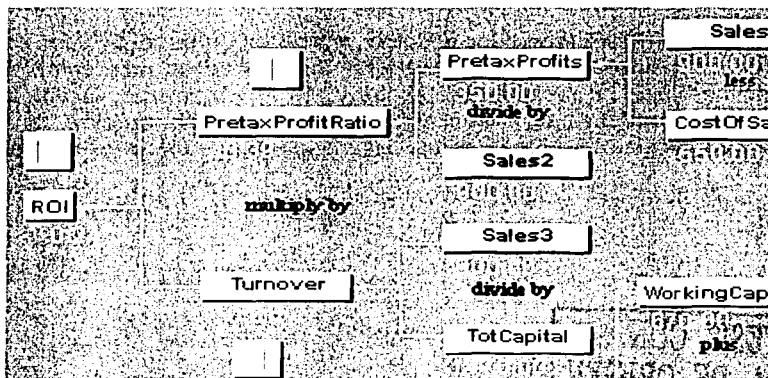 Sales
PretaxProfits
less
divide by
PretaxProfitRatio
CostOfSa
Sales2
ROI
multiply by
Sales3
Turnover
divide by
WorkingCap
TotCapital
plus